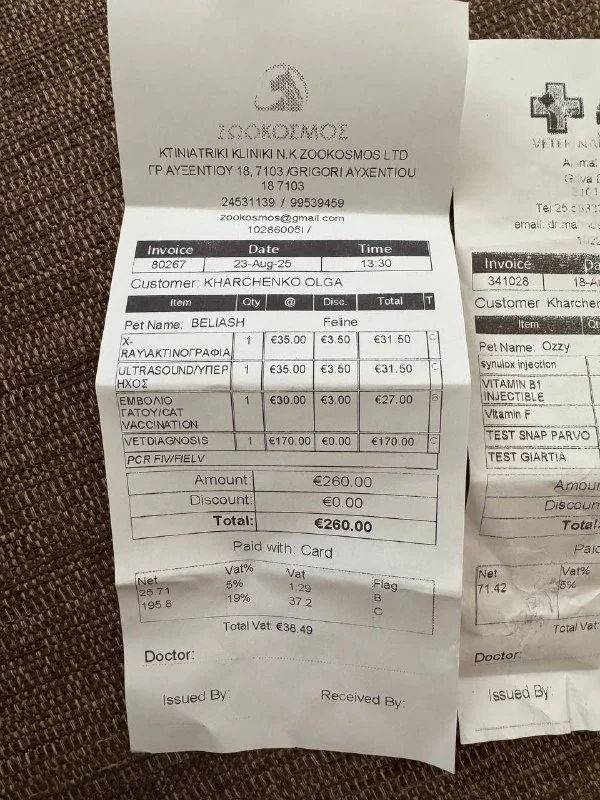 ΖΩΟΚΟΣΜΟΣ
KTINIATRIKI KLINIKI N.K ZOOKOSMOS LTD
ΓΡ.ΑΥΞΕΝΤΙΟΥ 18, 7103 /GRIGORI AYXENTIOU
18 7103
24531139 / 99539459
zookosmos@gmail.com
10286005I /
Invoice Date Time
80267 23-Aug-25 13:30
Customer: KHARCHENKO OLGA
Item Qty @ Disc. Total T
Pet Name: BELIASH Feline
X-
RAY\ΑΚΤΙΝΟΓΡΑΦΙΑ 1 €35.00 €3.50 €31.50 C
ULTRASOUND/ΥΠΕΡ
ΗΧΟΣ 1 €35.00 €3.50 €31.50 C
ΕΜΒΟΛΙΟ
ΓΑΤΟΥ/CAT
VACCINATION 1 €30.00 €3.00 €27.00 B
VETDIAGNOSIS 1 €170.00 €0.00 €170.00 C
PCR FIV/FIELV
Amount: €260.00
Discount: €0.00
Total: €260.00
Paid with: Card
Net Vat% Vat Flag
25.71 5% 1.29 B
195.8 19% 37.2 C
Total Vat: €38.49
Doctor:
Issued By: Received By:
Tel 25
email:
Invoice
341028
Customer
Item
Pet Name: Ozzy
synulox injection
VITAMIN B1
INJECTIBLE
Vitamin F
TEST SNAP PARVO
TEST GIARTIA
Total:
Net Vat%
71.42 5%
Total Vat:
Doctor:
Issued By: